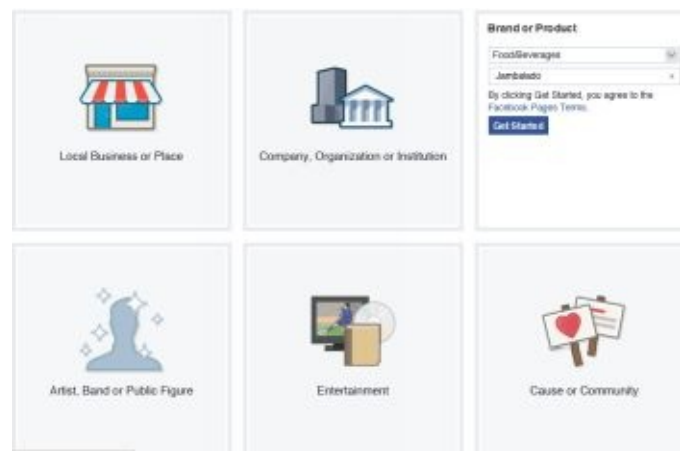 Brand or Product
Food/Beverages
Jambalado
By clicking Get Started, you agree to the
Facebook Pages Terms.
Get Started
Local Business or Place
Company, Organization or Institution
Artist, Band or Public Figure
Entertainment
Cause or Community